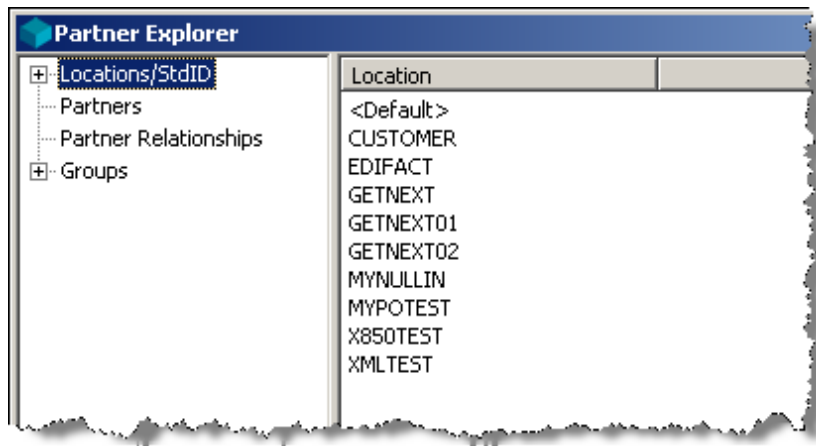 Partner Explorer
Locations/StdID
Partners
Partner Relationships
Groups
Location
<Default>
CUSTOMER
EDIFACT
GETNEXT
GETNEXT01
GETNEXT02
MYNULLIN
MYPOTEST
X850TEST
XMLTEST